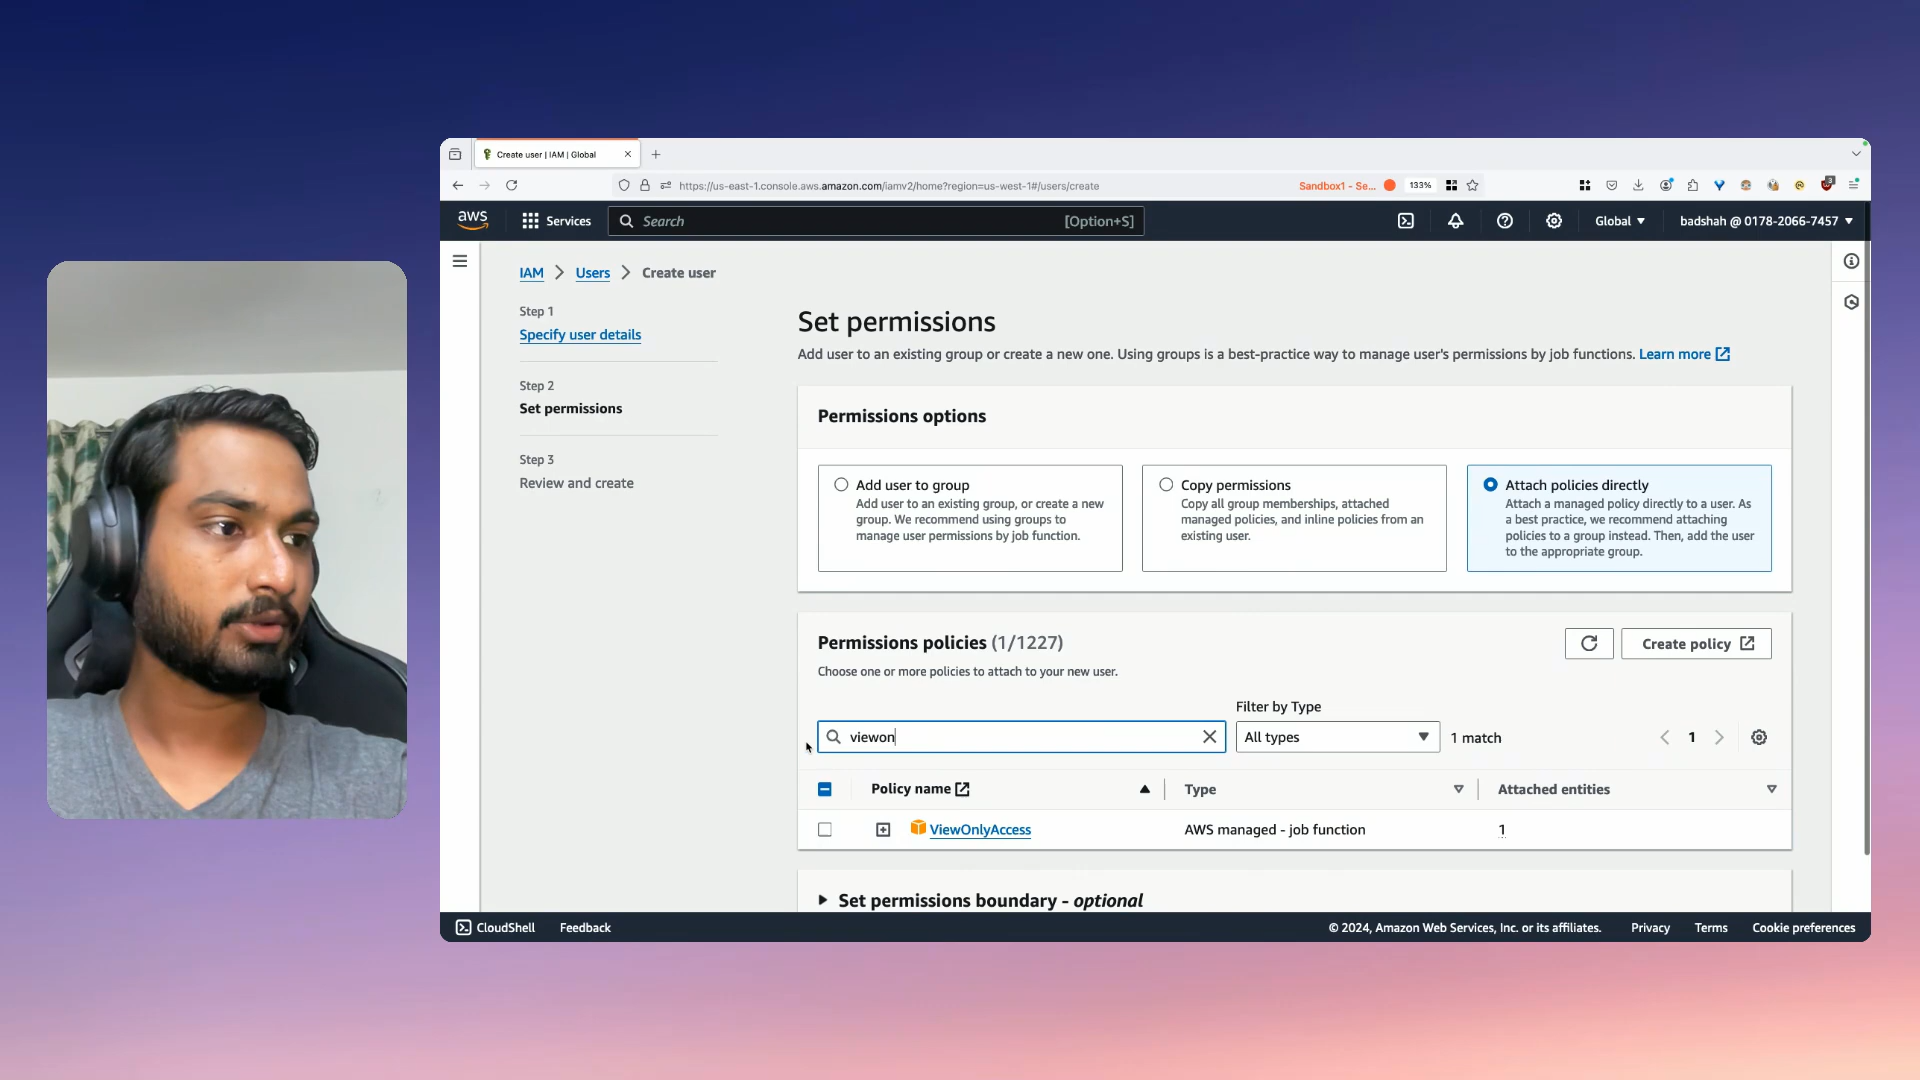 Create user | IAM | Global
https://us-east-1.console.aws.amazon.com/iamv2/home?region=us-west-1#/users/create
Sandbox1 - Se...
133%
aws
Services
Search
[Option+S]
Global
badshah @ 0178-2066-7457
IAM
Users
Create user
Step 1
Specify user details
Step 2
Set permissions
Step 3
Review and create
Set permissions
Add user to an existing group or create a new one. Using groups is a best-practice way to manage user's permissions by job functions. Learn more
Permissions options
Add user to group
Add user to an existing group, or create a new
group. We recommend using groups to
manage user permissions by job function.
Copy permissions
Copy all group memberships, attached
managed policies, and inline policies from an
existing user.
Attach policies directly
Attach a managed policy directly to a user. As
a best practice, we recommend attaching
policies to a group instead. Then, add the user
to the appropriate group.
Permissions policies (1/1227)
Create policy
Choose one or more policies to attach to your new user.
Filter by Type
viewon
All types
1 match
1
Policy name
Type
Attached entities
ViewOnlyAccess
AWS managed - job function
1
Set permissions boundary - optional
CloudShell
Feedback
© 2024, Amazon Web Services, Inc. or its affiliates.
Privacy
Terms
Cookie preferences